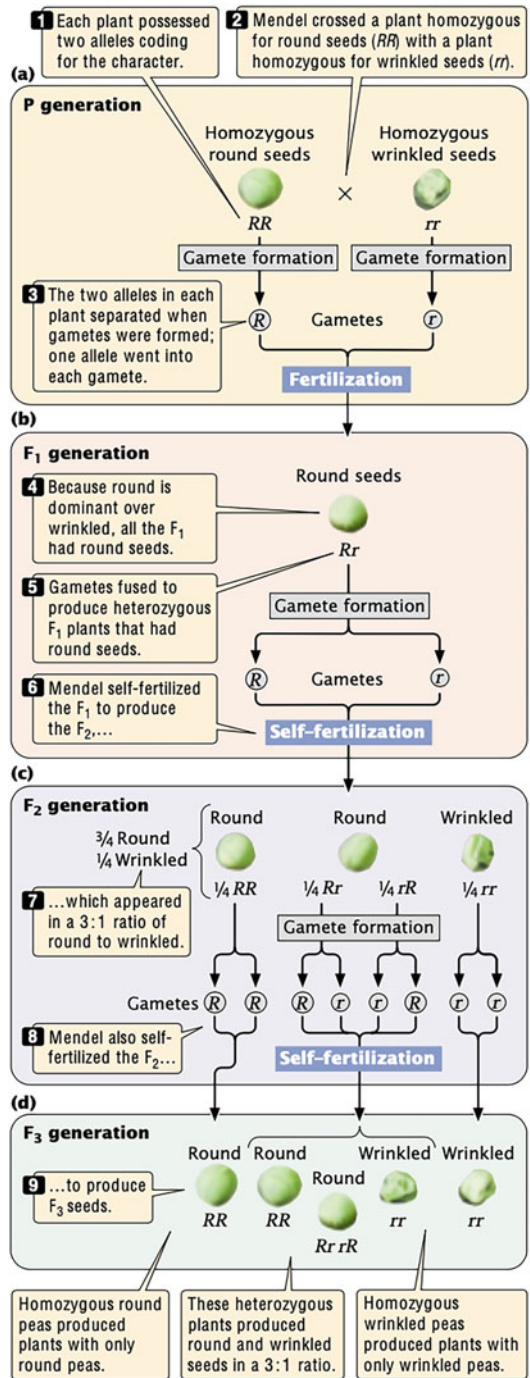 1 Each plant possessed
two alleles coding
for the character.
2 Mendel crossed a plant homozygous
for round seeds (RR) with a plant
homozygous for wrinkled seeds (rr).
(a)
P generation
Homozygous
round seeds
Homozygous
wrinkled seeds
×
RR
rr
Gamete formation
Gamete formation
3 The two alleles in each
plant separated when
gametes were formed;
one allele went into
each gamete.
R Gametes r
Fertilization
(b)
F1 generation
Round seeds
4 Because round is
dominant over
wrinkled, all the F1
had round seeds.
Rr
5 Gametes fused to
produce heterozygous
F1 plants that had
round seeds.
Gamete formation
R Gametes r
6 Mendel self-fertilized
the F1 to produce
the F2,...
Self–fertilization
(c)
F2 generation
Round Round Wrinkled
¾ Round
¼ Wrinkled
¼ RR ¼ Rr ¼ rR ¼ rr
7 ...which appeared
in a 3:1 ratio of
round to wrinkled.
Gamete formation
Gametes R R R r r R r r
8 Mendel also self-
fertilized the F2...
Self–fertilization
(d)
F3 generation
Round Round Wrinkled Wrinkled
Round
9 ...to produce
F3 seeds.
RR RR rr rr
Rr rR
Homozygous round
peas produced
plants with only
round peas.
These heterozygous
plants produced
round and wrinkled
seeds in a 3:1 ratio.
Homozygous
wrinkled peas
produced plants with
only wrinkled peas.